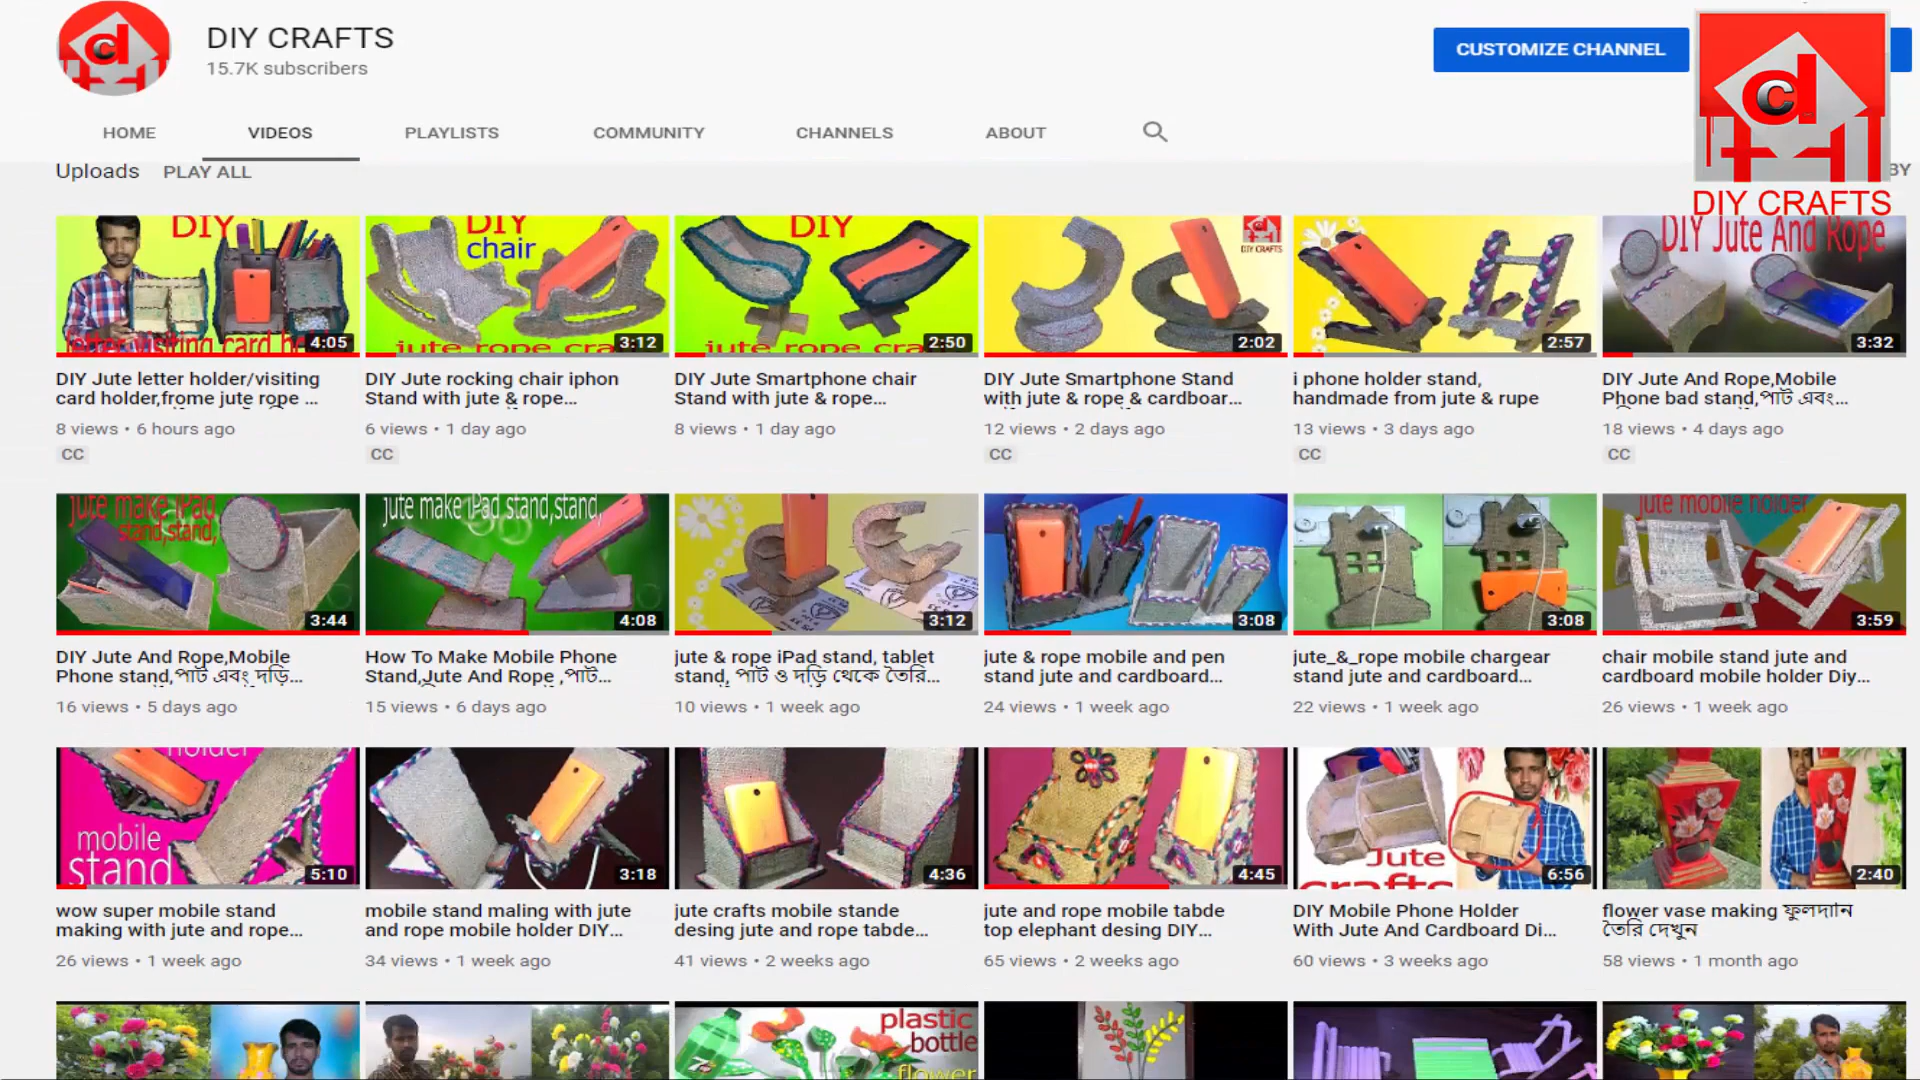 DIY CRAFTS
15.7K subscribers
CUSTOMIZE CHANNEL
HOME VIDEOS PLAYLISTS COMMUNITY CHANNELS ABOUT
Uploads PLAY ALL
BY
DIY CRAFTS
DIY
4:05
DIY
chair
3:12
DIY
2:50
DIY CRAFTS
2:02
2:57
DIY Jute And Rope
3:32
DIY Jute letter holder/visiting
card holder,frome jute rope ...
8 views • 6 hours ago
CC
DIY Jute rocking chair iphon
Stand with jute & rope...
6 views • 1 day ago
CC
DIY Jute Smartphone chair
Stand with jute & rope...
8 views • 1 day ago
DIY Jute Smartphone Stand
with jute & rope & cardboar...
12 views • 2 days ago
CC
i phone holder stand,
handmade from jute & rupe
13 views • 3 days ago
CC
DIY Jute And Rope,Mobile
Phone bad stand,পাট এবং...
18 views • 4 days ago
CC
jute make iPad
stand,stand,
3:44
jute make iPad stand,stand,
4:08
3:12
3:08
3:08
jute mobile holder
3:59
DIY Jute And Rope,Mobile
Phone stand,পাট এবং দড়ি...
16 views • 5 days ago
How To Make Mobile Phone
Stand,Jute And Rope ,পাট...
15 views • 6 days ago
jute & rope iPad stand, tablet
stand, পাট ও দড়ি থেকে তৈরি...
10 views • 1 week ago
jute & rope mobile and pen
stand jute and cardboard...
24 views • 1 week ago
jute_&_rope mobile chargear
stand jute and cardboard...
22 views • 1 week ago
chair mobile stand jute and
cardboard mobile holder Diy...
26 views • 1 week ago
holder
mobile
stand
5:10
3:18
4:36
4:45
Jute
crafts
6:56
2:40
wow super mobile stand
making with jute and rope...
26 views • 1 week ago
mobile stand maling with jute
and rope mobile holder DIY...
34 views • 1 week ago
jute crafts mobile stande
desing jute and rope tabde...
41 views • 2 weeks ago
jute and rope mobile tabde
top elephant desing DIY...
65 views • 2 weeks ago
DIY Mobile Phone Holder
With Jute And Cardboard Di...
60 views • 3 weeks ago
flower vase making ফুলদানি
তৈরি দেখুন
58 views • 1 month ago
plastic
bottle
flower